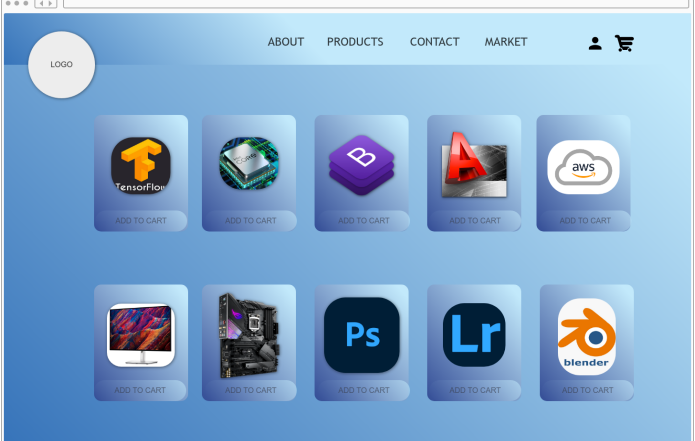 ABOUT PRODUCTS CONTACT MARKET
LOGO
TensorFlow
B
A
aws
ADD TO CART ADD TO CART ADD TO CART ADD TO CART ADD TO CART
Ps
Lr
blender
ADD TO CART ADD TO CART ADD TO CART ADD TO CART ADD TO CART